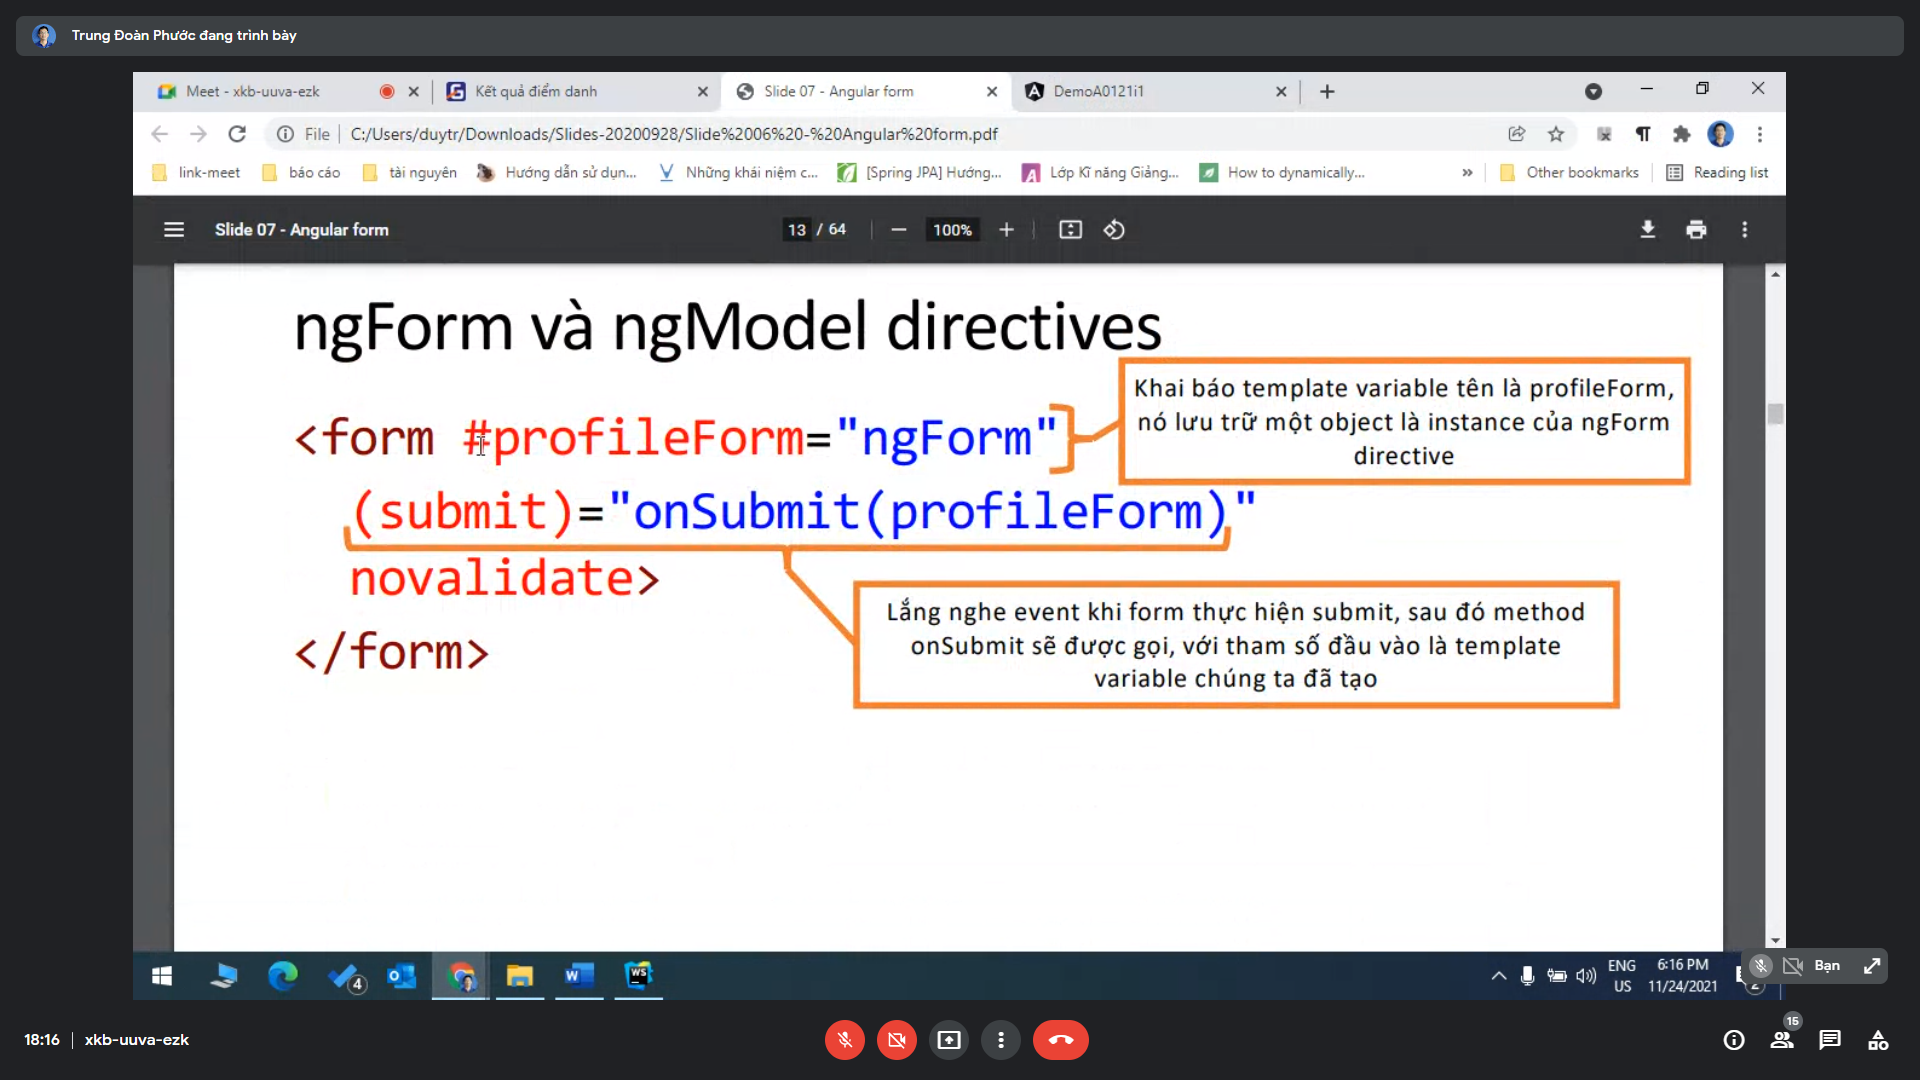 Trung Đoàn Phước đang trình bày
Meet - xkb-uuva-ezk
Kết quả điểm danh
Slide 07 - Angular form
DemoA0121i1
File
C:/Users/duytr/Downloads/Slides-20200928/Slide%2006%20-%20Angular%20form.pdf
link-meet
báo cáo
tài nguyên
Hướng dẫn sử dụn...
Những khái niệm c...
[Spring JPA] Hướng...
Lớp Kĩ năng Giảng...
How to dynamically...
»
Other bookmarks
Reading list
Slide 07 - Angular form
13 / 64
100%
ngForm và ngModel directives
<form #profileForm="ngForm"
(submit)="onSubmit(profileForm)"
novalidate>
</form>
Khai báo template variable tên là profileForm,
nó lưu trữ một object là instance của ngForm
directive
Lắng nghe event khi form thực hiện submit, sau đó method
onSubmit sẽ được gọi, với tham số đầu vào là template
variable chúng ta đã tạo
4
WS
ENG
US
6:16 PM
11/24/2021
2
Bạn
18:16
xkb-uuva-ezk
15